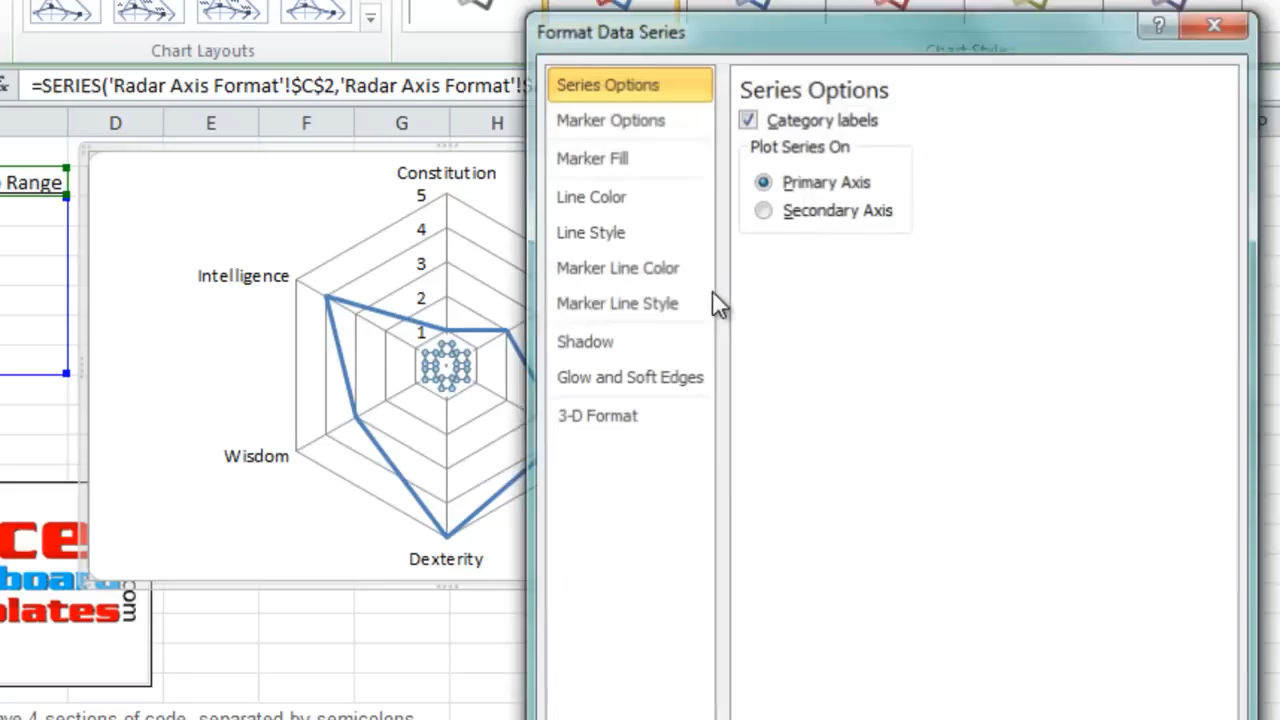 Format Data Series
?
Chart Layouts
=SERIES('Radar Axis Format'!$C$2,'Radar Axis Format'!$
D E F G H
Range
Constitution
5
4
3
2
1
Intelligence
Wisdom
Dexterity
Series Options
Marker Options
Marker Fill
Line Color
Line Style
Marker Line Color
Marker Line Style
Shadow
Glow and Soft Edges
3-D Format
Series Options
Category labels
Plot Series On
Primary Axis
Secondary Axis
.com
4 sections of code, separated by semicolons